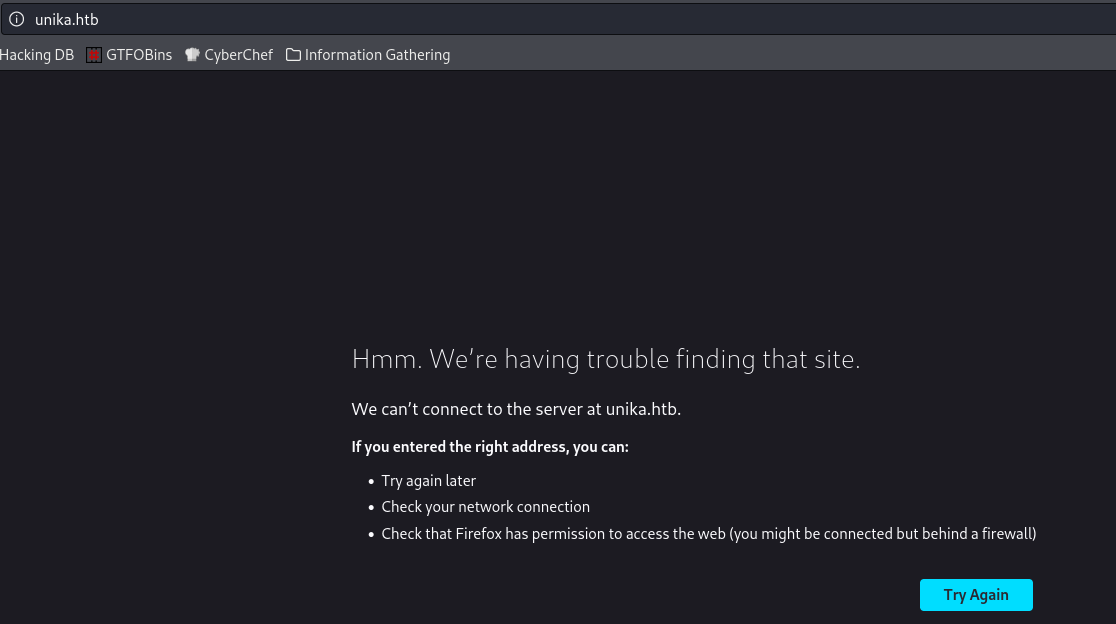 unika.htb
Hacking DB GTFOBins CyberChef Information Gathering
Hmm. We're having trouble finding that site.
We can't connect to the server at unika.htb.
If you entered the right address, you can:
• Try again later
• Check your network connection
• Check that Firefox has permission to access the web (you might be connected but behind a firewall)
Try Again